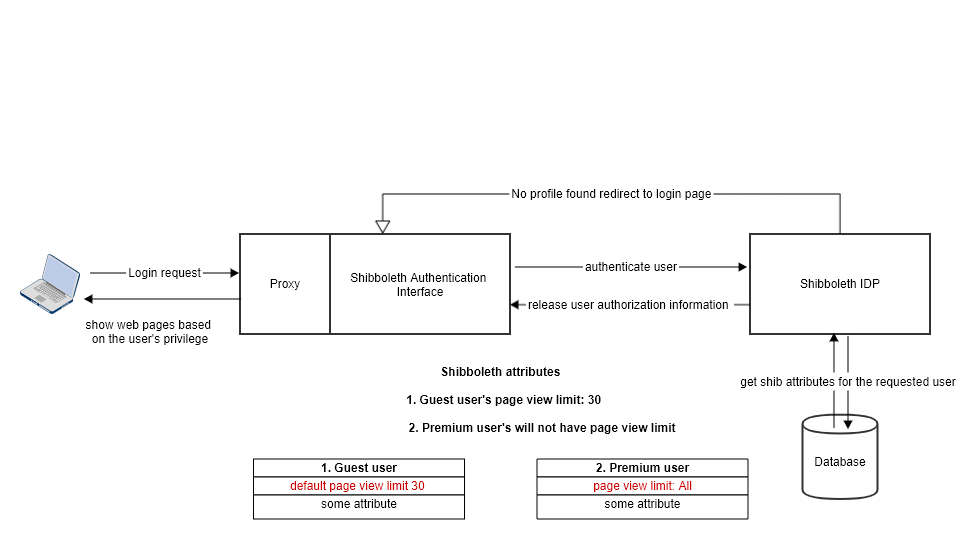 No profile found redirect to login page
Login request
Proxy
Shibboleth Authentication
Interface
authenticate user
Shibboleth IDP
release user authorization information
show web pages based
on the user's privilege
Shibboleth attributes
get shib attributes for the requested user
1. Guest user's page view limit: 30
2. Premium user's will not have page view limit
Database
1. Guest user
default page view limit 30
some attribute
2. Premium user
page view limit: All
some attribute